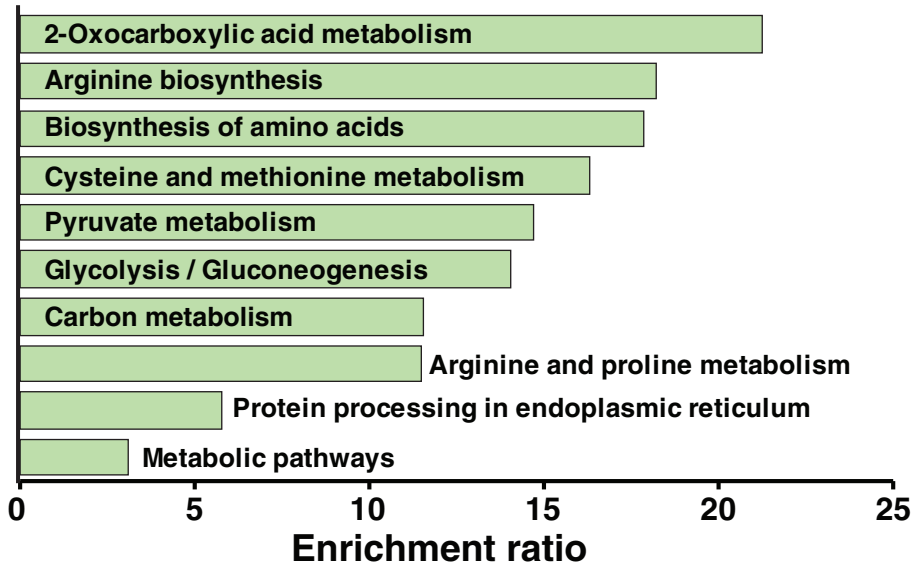 2-Oxocarboxylic acid metabolism
Arginine biosynthesis
Biosynthesis of amino acids
Cysteine and methionine metabolism
Pyruvate metabolism
Glycolysis / Gluconeogenesis
Carbon metabolism
Arginine and proline metabolism
Protein processing in endoplasmic reticulum
Metabolic pathways
0 5 10 15 20 25
Enrichment ratio